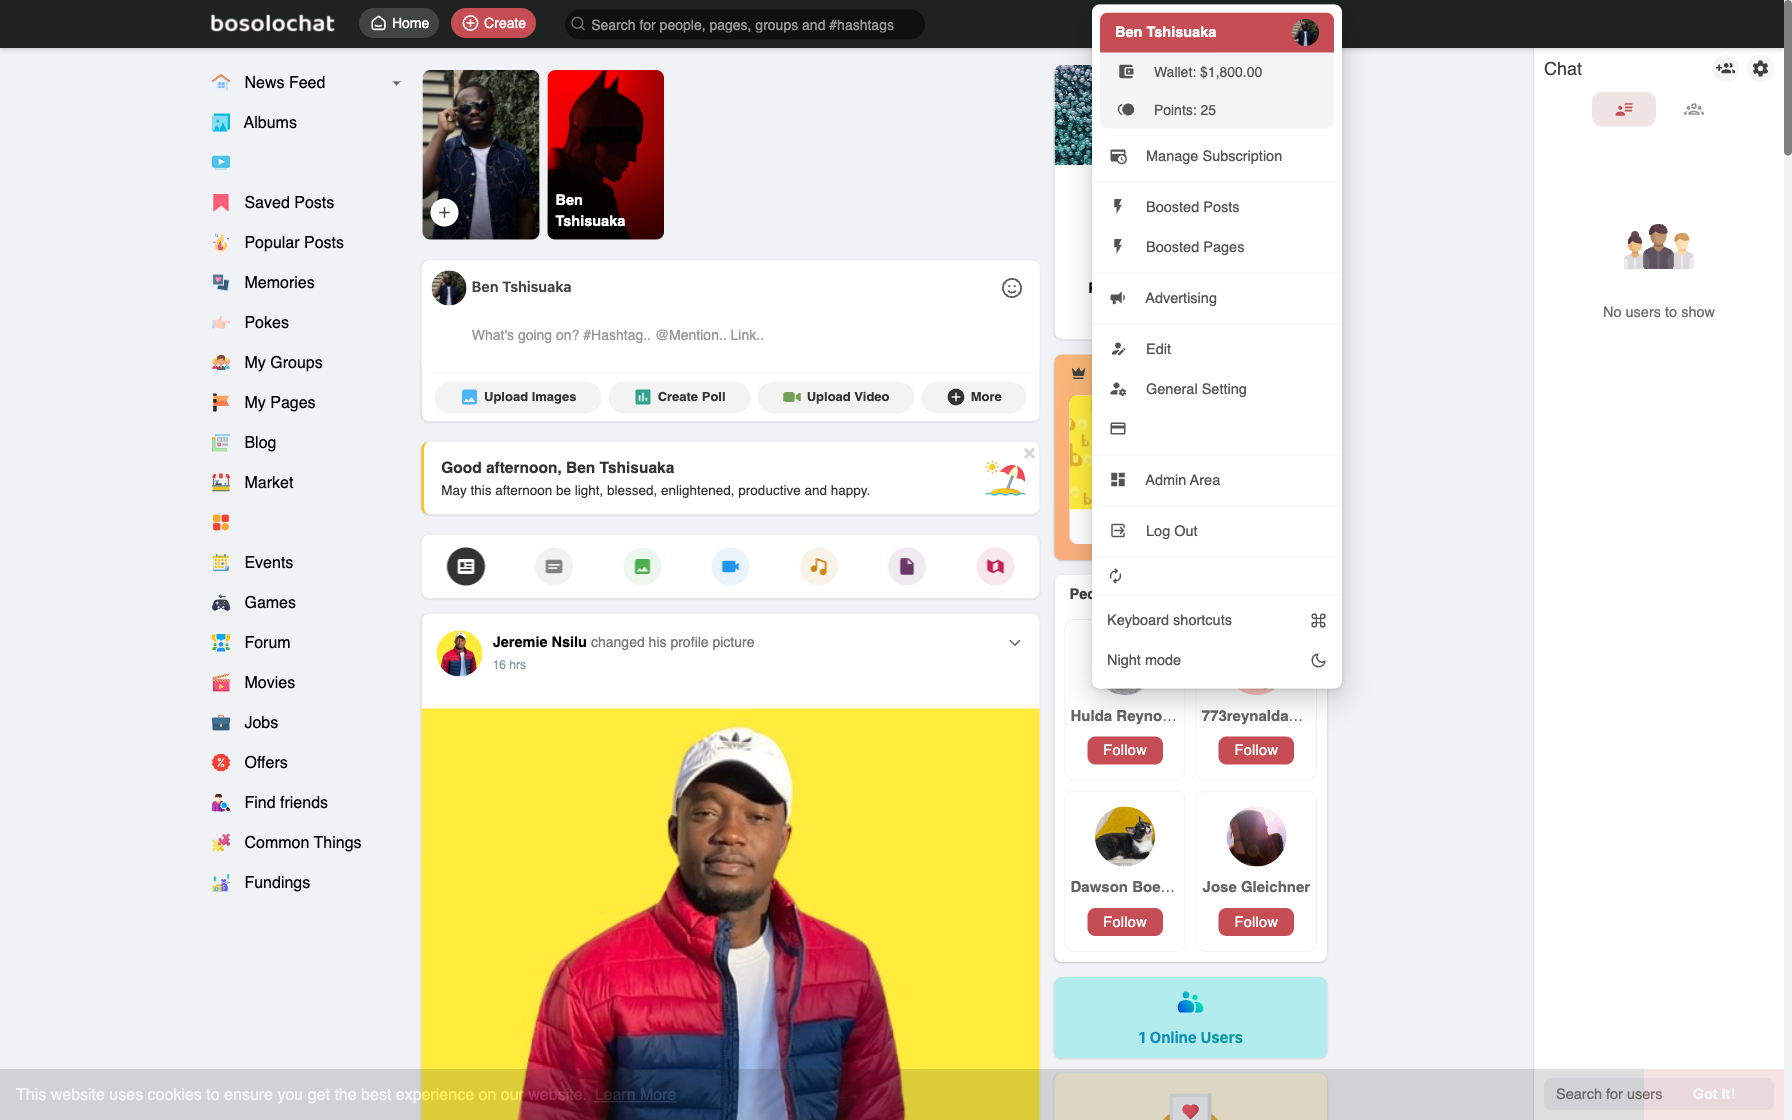 bosolochat
Home
Create
Search for people, pages, groups and #hashtags
News Feed
Albums
Saved Posts
Popular Posts
Memories
Pokes
My Groups
My Pages
Blog
Market
Events
Games
Forum
Movies
Jobs
Offers
Find friends
Common Things
Fundings
Ben
Tshisuaka
Ben Tshisuaka
What's going on? #Hashtag.. @Mention.. Link..
Upload Images
Create Poll
Upload Video
More
Good afternoon, Ben Tshisuaka
May this afternoon be light, blessed, enlightened, productive and happy.
Jeremie Nsilu changed his profile picture
16 hrs
Ben Tshisuaka
Wallet: $1,800.00
Points: 25
Manage Subscription
Boosted Posts
Boosted Pages
Advertising
Edit
General Setting
Admin Area
Log Out
Keyboard shortcuts
Night mode
Hulda Reyno...
Follow
773reynalda...
Follow
Dawson Boe...
Follow
Jose Gleichner
Follow
1 Online Users
Chat
No users to show
Search for users
This website uses cookies to ensure you get the best experience on our website. Learn More
Got It!